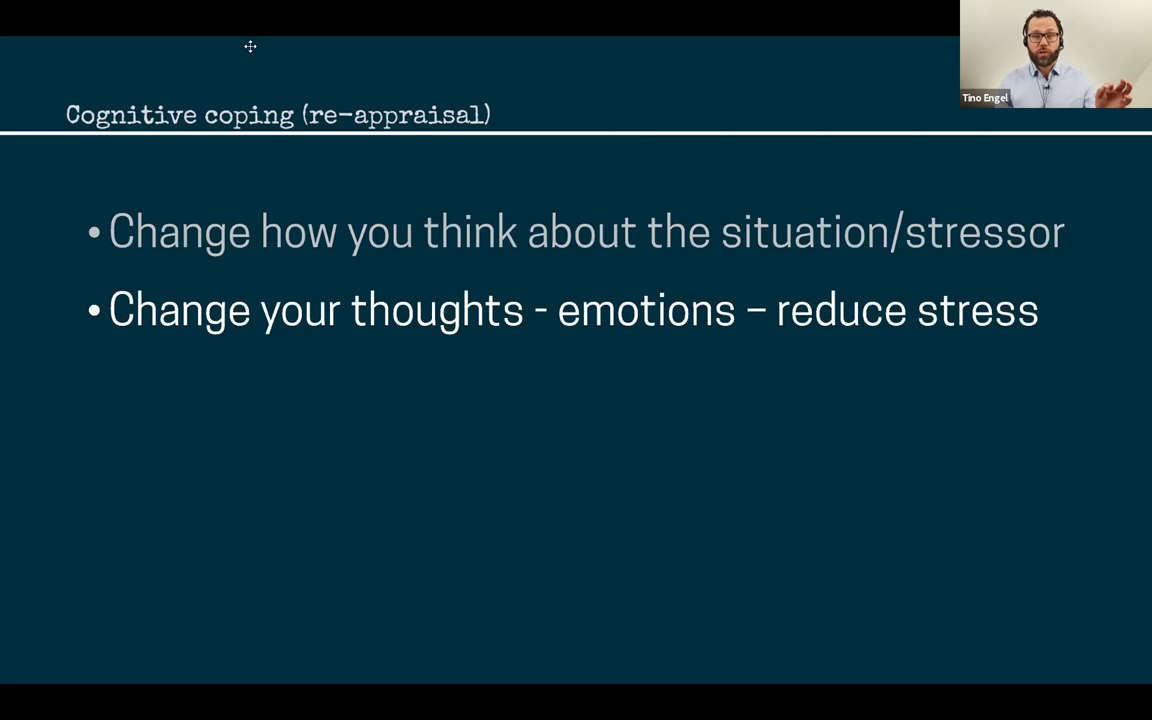 Tino Engel
Cognitive coping (re-appraisal)
• Change how you think about the situation/stressor
• Change your thoughts - emotions – reduce stress